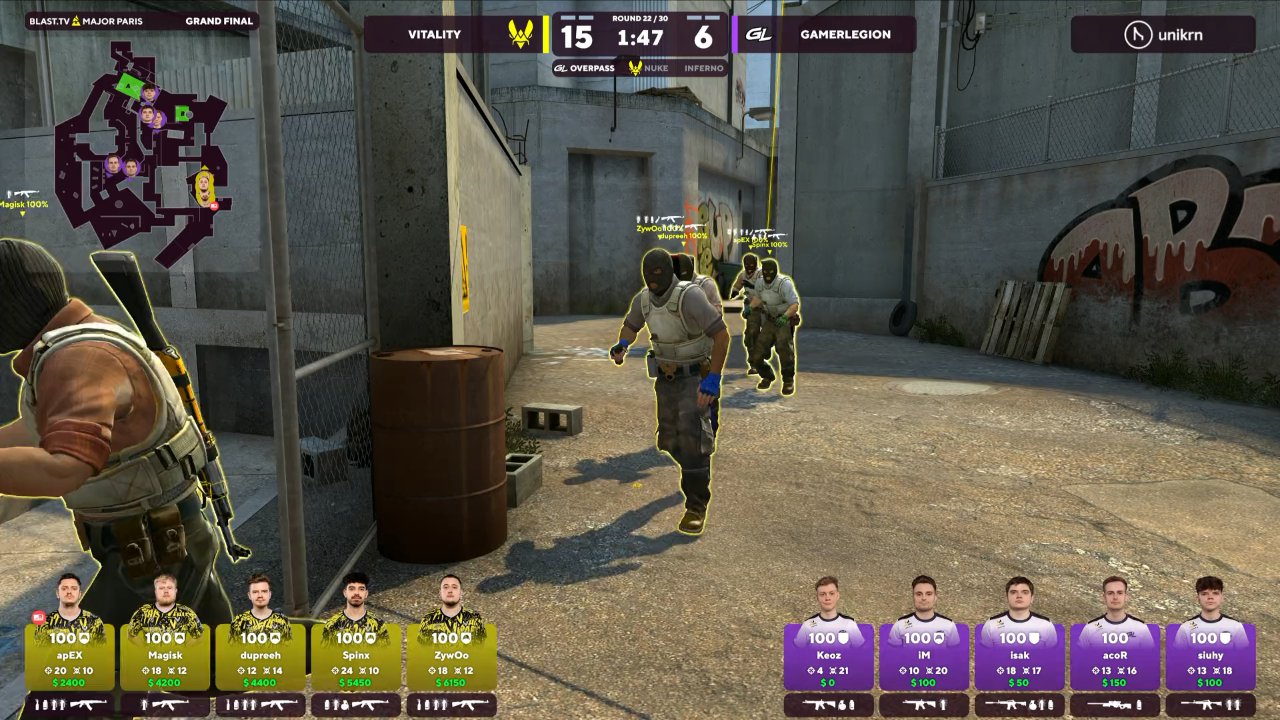 BLAST.TV MAJOR PARIS
GRAND FINAL
VITALITY
15
ROUND 22 / 30
1:47
6
GL
GAMERLEGION
unikrn
GL OVERPASS
NUKE
INFERNO
Magisk 100%
ZywOo 100%
dupreeh 100%
apEX 100%
Spinx 100%
100
apEX
20 10
$2400
100
Magisk
18 12
$4200
100
dupreeh
12 14
$4400
100
Spinx
24 10
$5450
100
ZywOo
18 12
$6150
100
Keoz
4 21
$0
100
iM
10 20
$100
100
isak
18 17
$50
100
acoR
13 16
$150
100
siuhy
13 18
$100